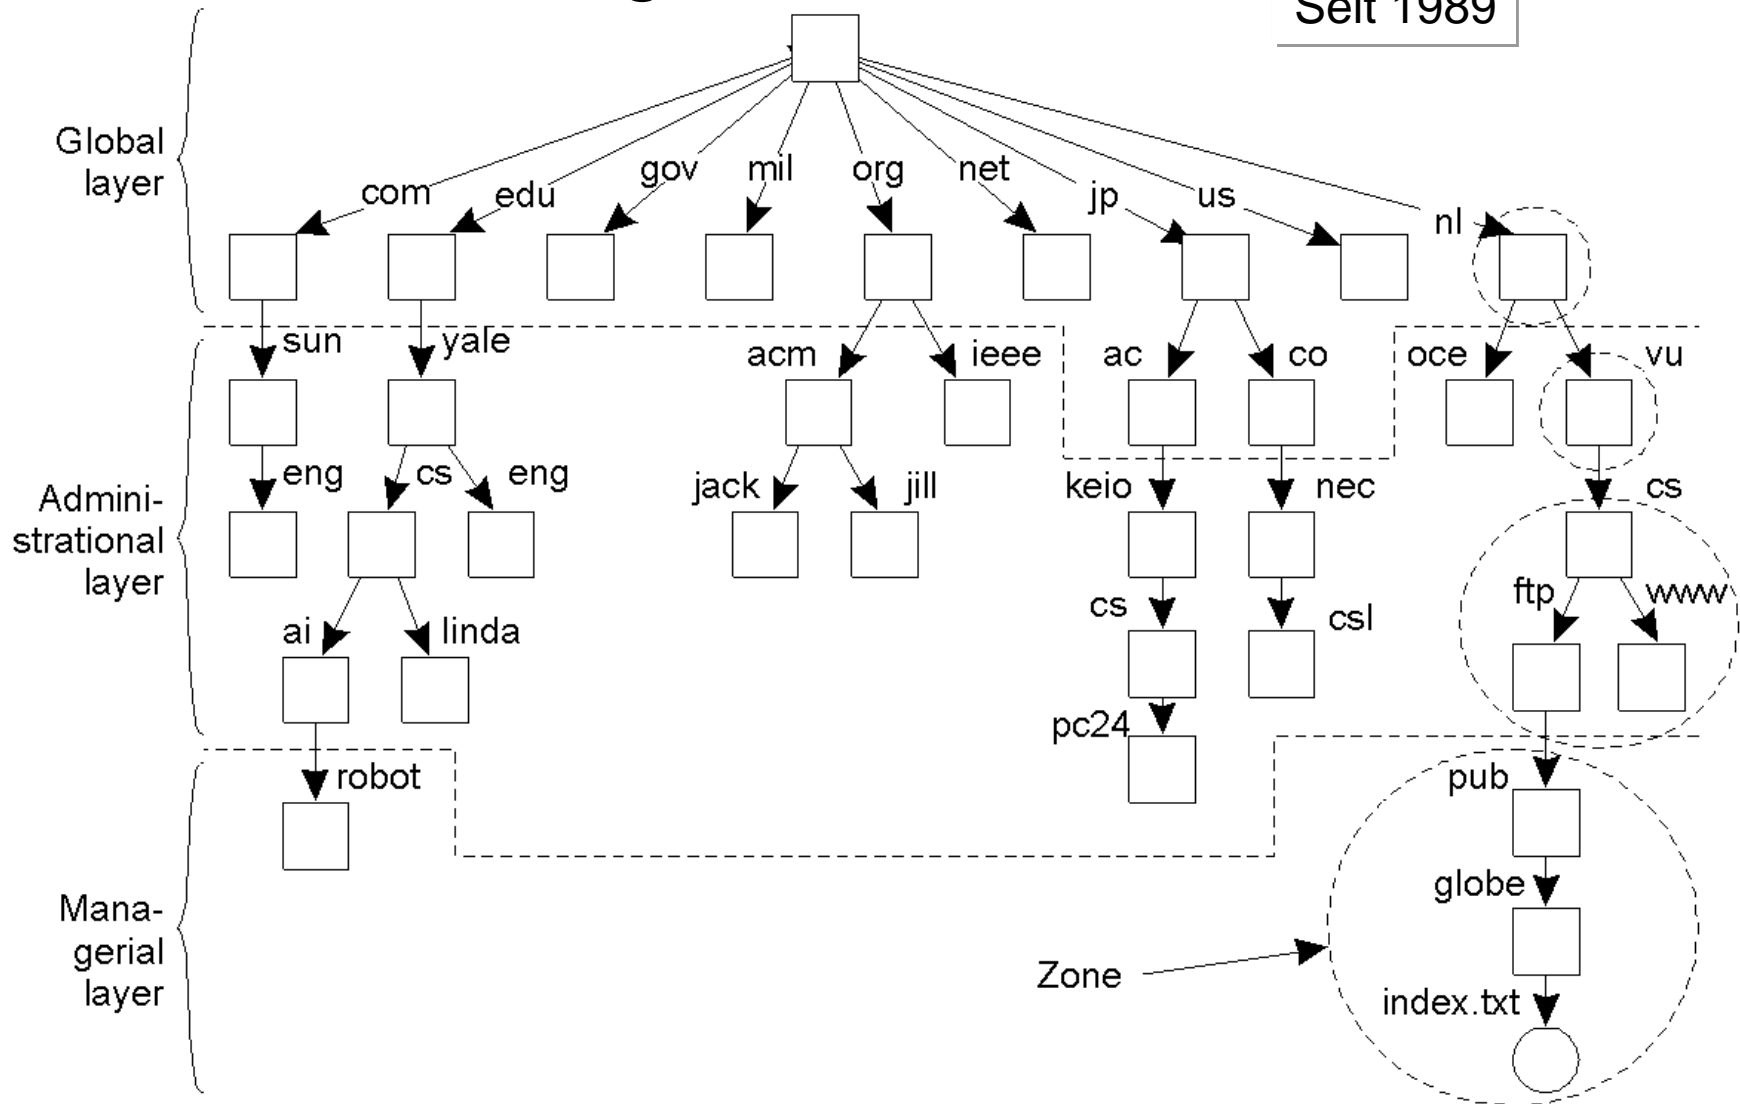 Seit 1989
Global
layer
com
edu
gov
mil
org
net
jp
us
nl
sun
yale
acm
ieee
ac
co
oce
vu
Admini-
strational
layer
eng
cs
eng
jack
jill
keio
nec
cs
ai
linda
cs
csl
ftp
www
pc24
robot
pub
Mana-
gerial
layer
globe
Zone
index.txt